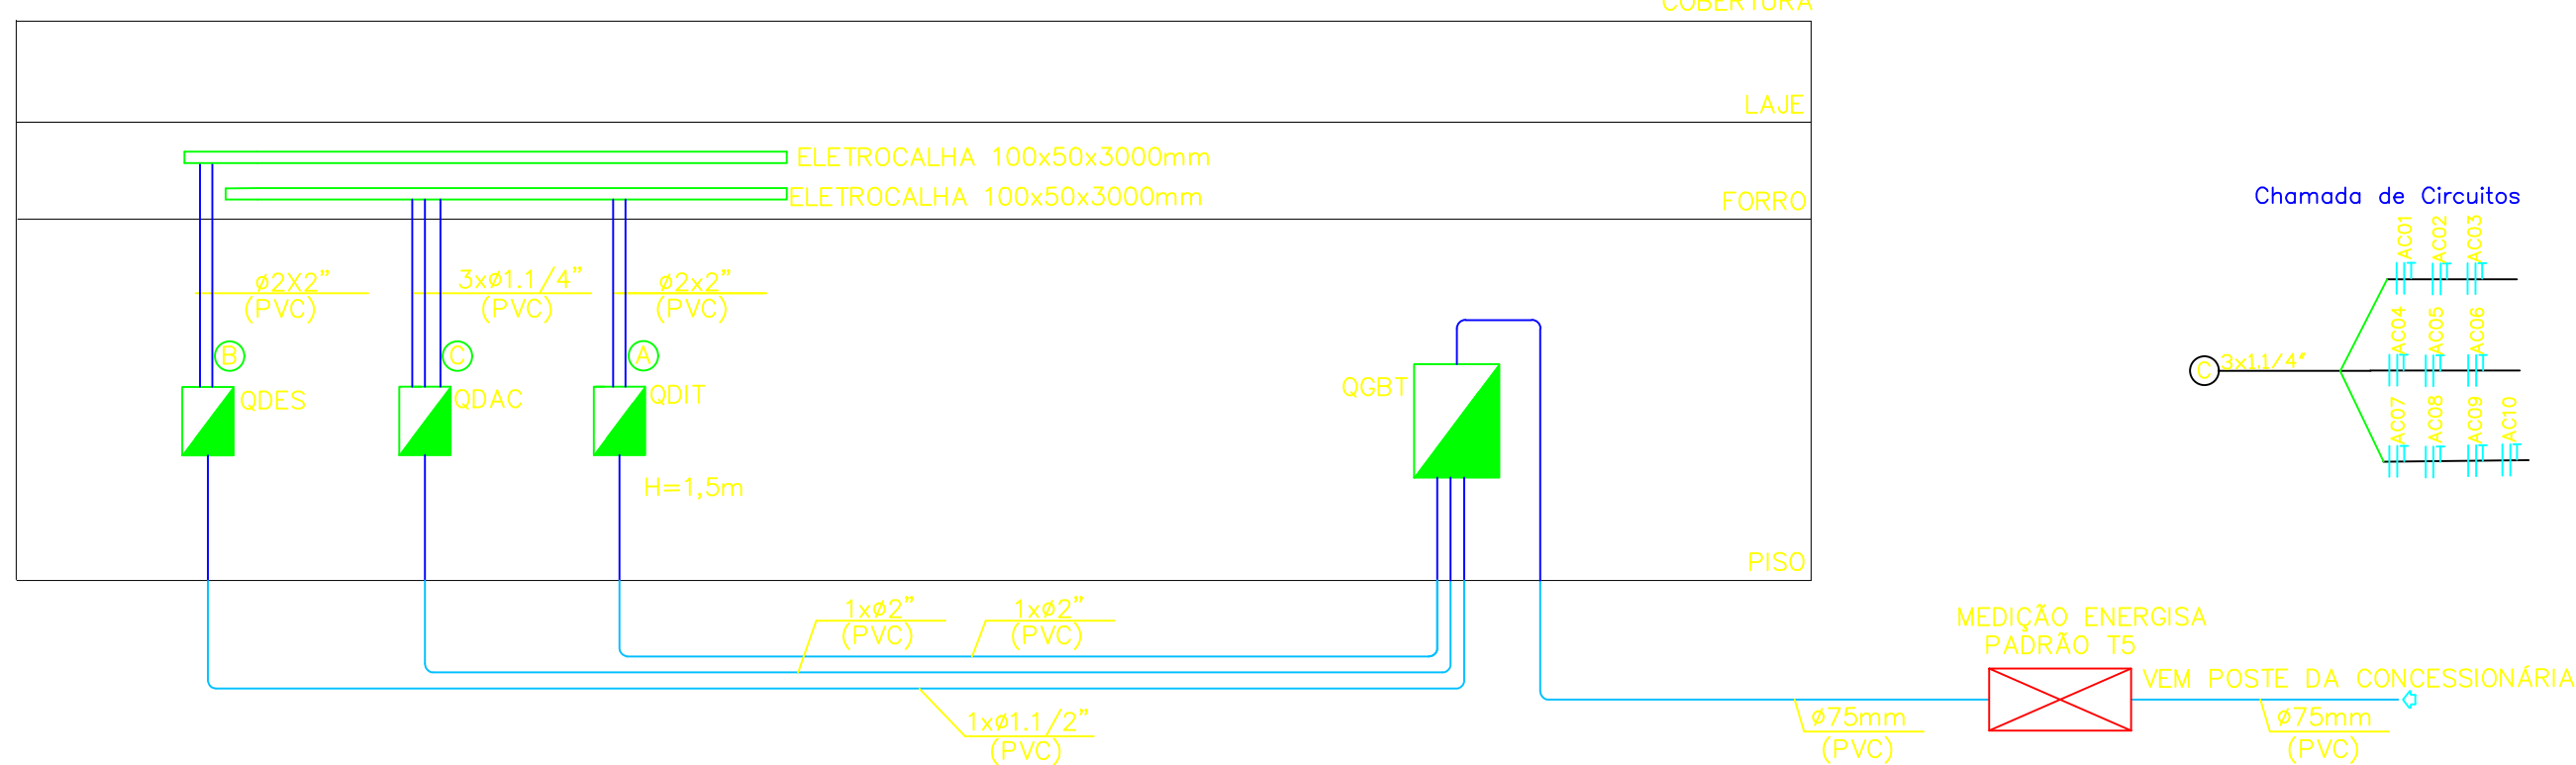 COBERTURA
LAJE
ELETROCALHA 100x50x3000mm
ELETROCALHA 100x50x3000mm
FORRO
ø2X2"
(PVC)
3xø1.1/4"
(PVC)
ø2x2"
(PVC)
B
C
A
QDES
QDAC
QDIT
QGBT
H=1,5m
PISO
1xø2"
(PVC)
1xø2"
(PVC)
1xø1.1/2"
(PVC)
MEDIÇÃO ENERGISA
PADRÃO T5
VEM POSTE DA CONCESSIONÁRIA
ø75mm
(PVC)
ø75mm
(PVC)
Chamada de Circuitos
AC01
AC02
AC03
C
3x1.1/4"
AC04
AC05
AC06
AC07
AC08
AC09
AC10